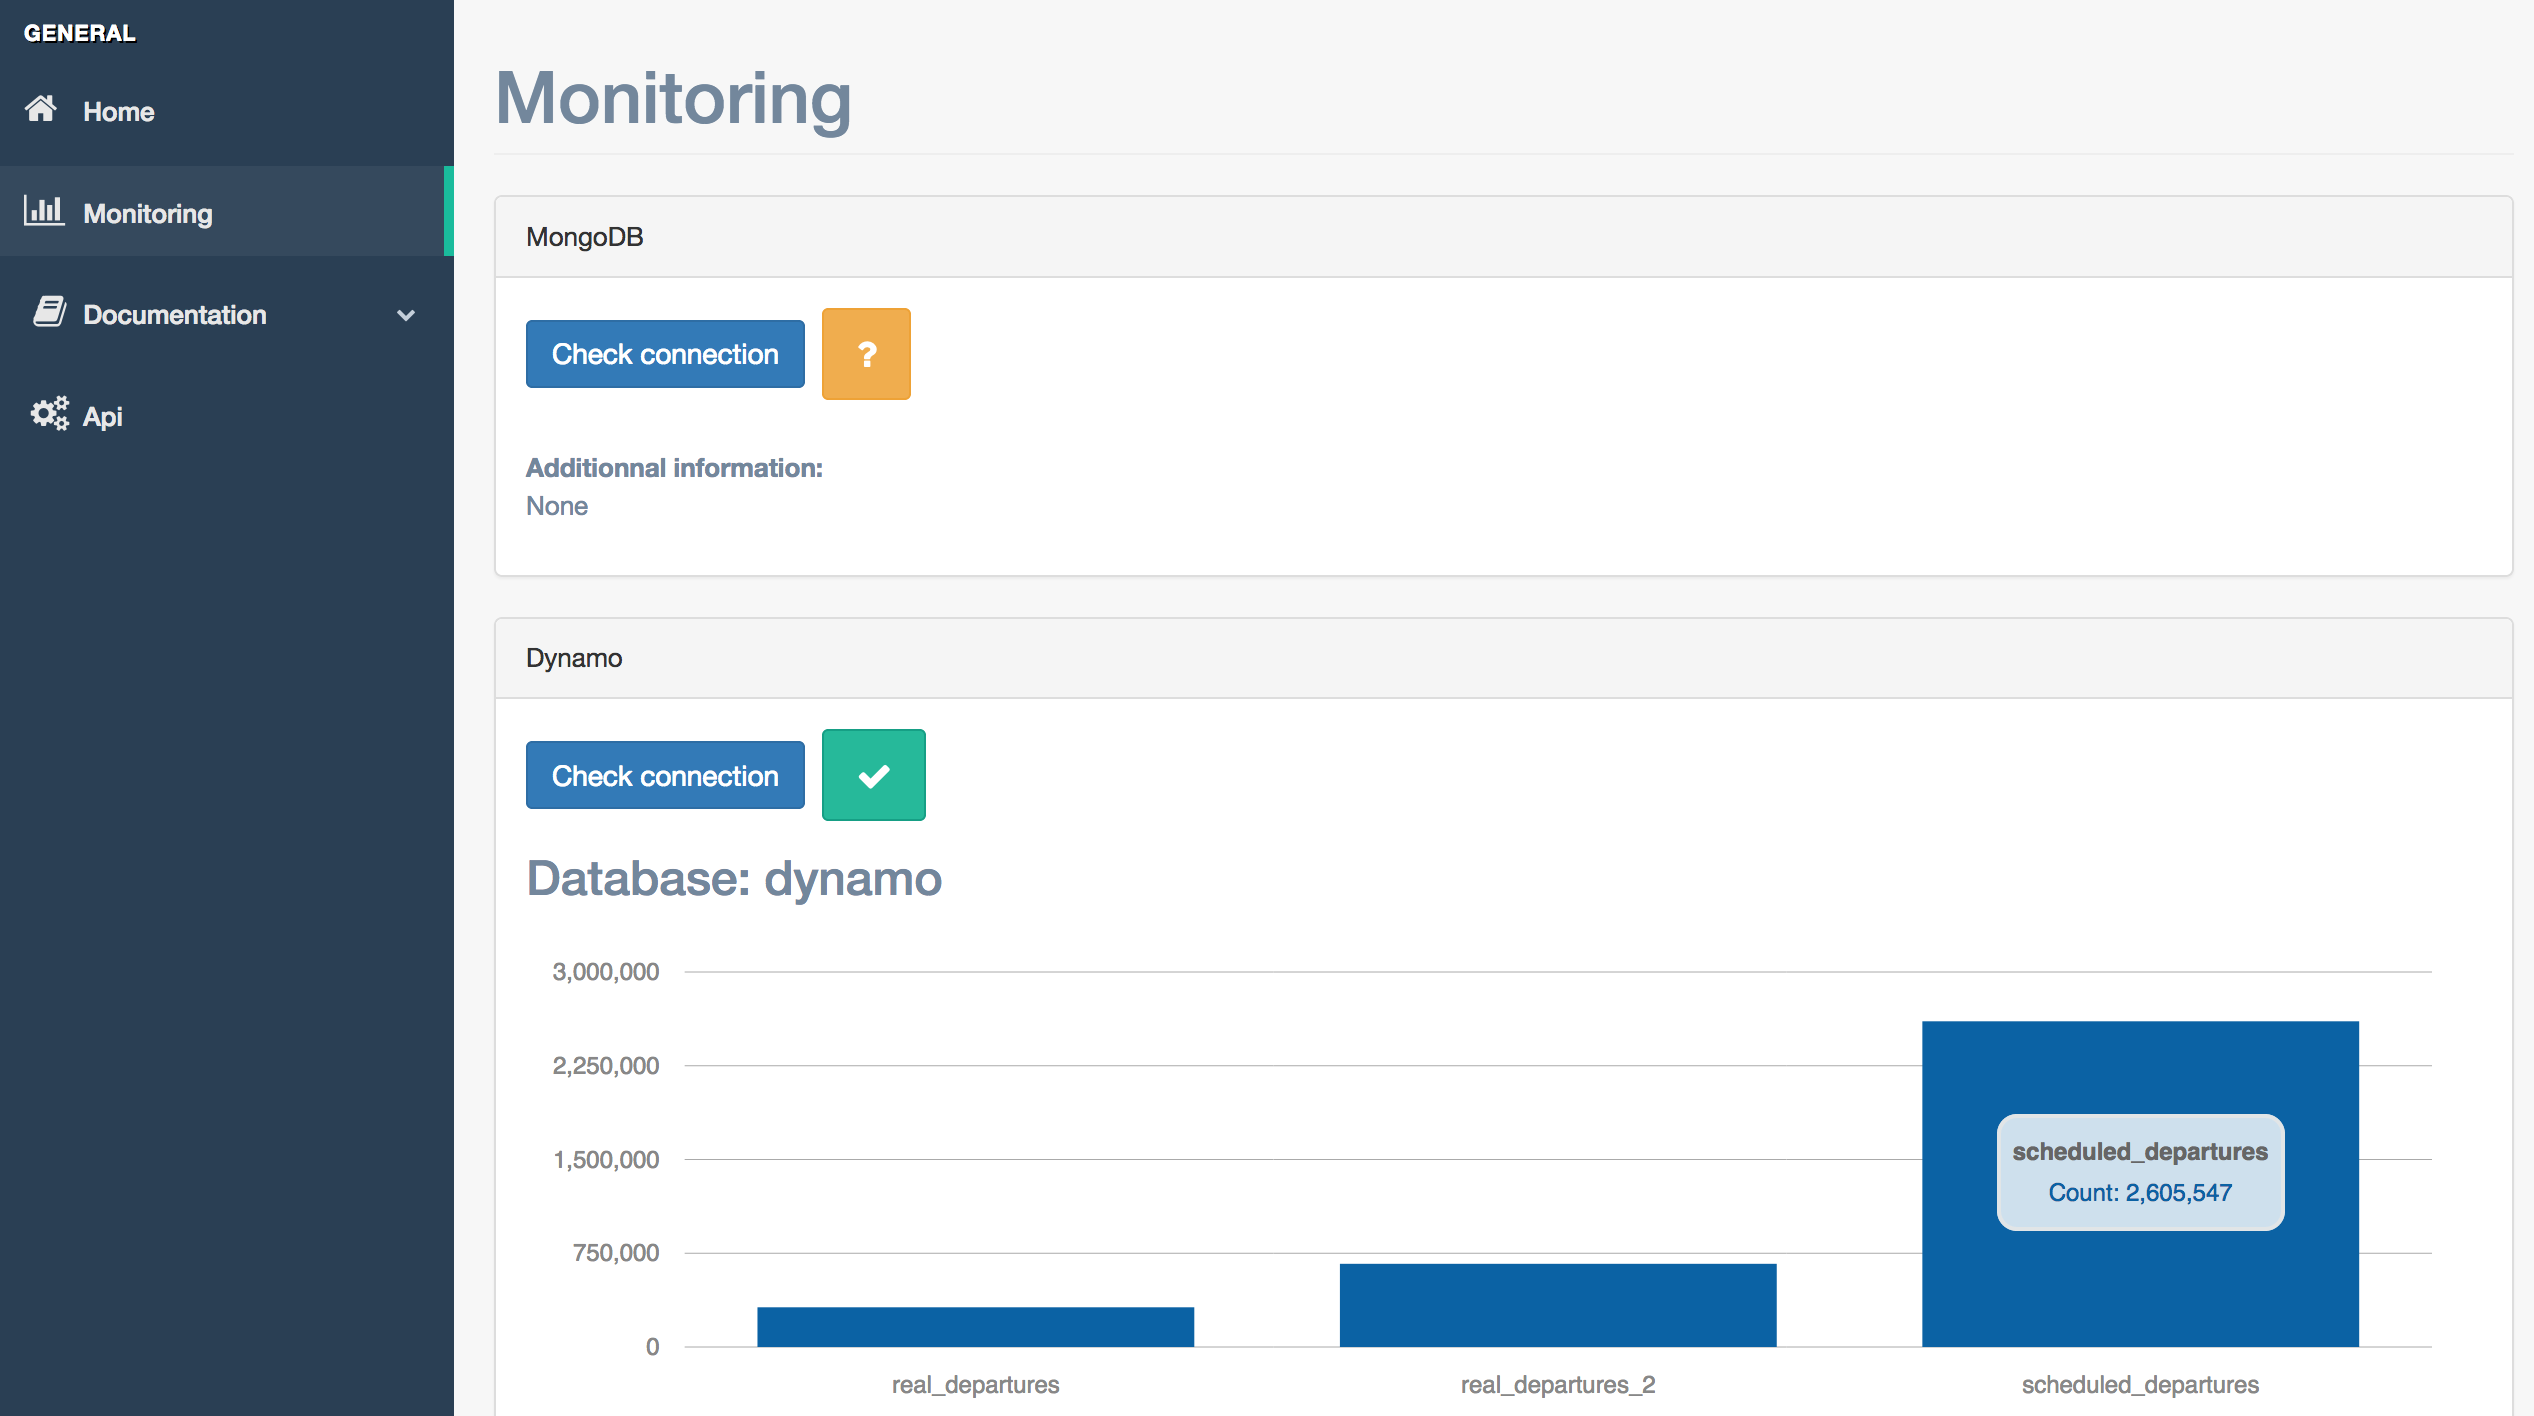 GENERAL
Home
Monitoring
Documentation
Api
Monitoring
MongoDB
Check connection ?
Additionnal information:
None
Dynamo
Check connection
Database: dynamo
3,000,000
2,250,000
1,500,000
750,000
0
scheduled_departures
Count: 2,605,547
real_departures real_departures_2 scheduled_departures